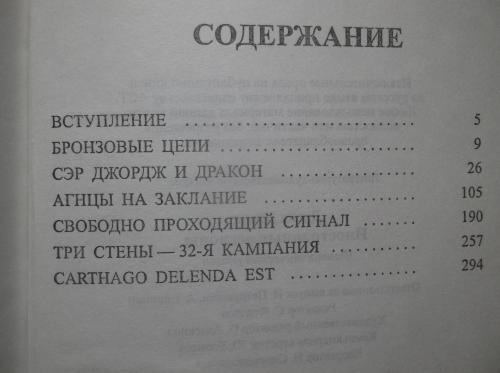 СОДЕРЖАНИЕ
ВСТУПЛЕНИЕ ........................ 5
БРОНЗОВЫЕ ЦЕПИ .................... 9
СЭР ДЖОРДЖ И ДРАКОН ............... 26
АГНЦЫ НА ЗАКЛАНИЕ ................. 105
СВОБОДНО ПРОХОДЯЩИЙ СИГНАЛ ...... 190
ТРИ СТЕНЫ — 32-Я КАМПАНИЯ ......... 257
CARTHAGO DELENDA EST .............. 294